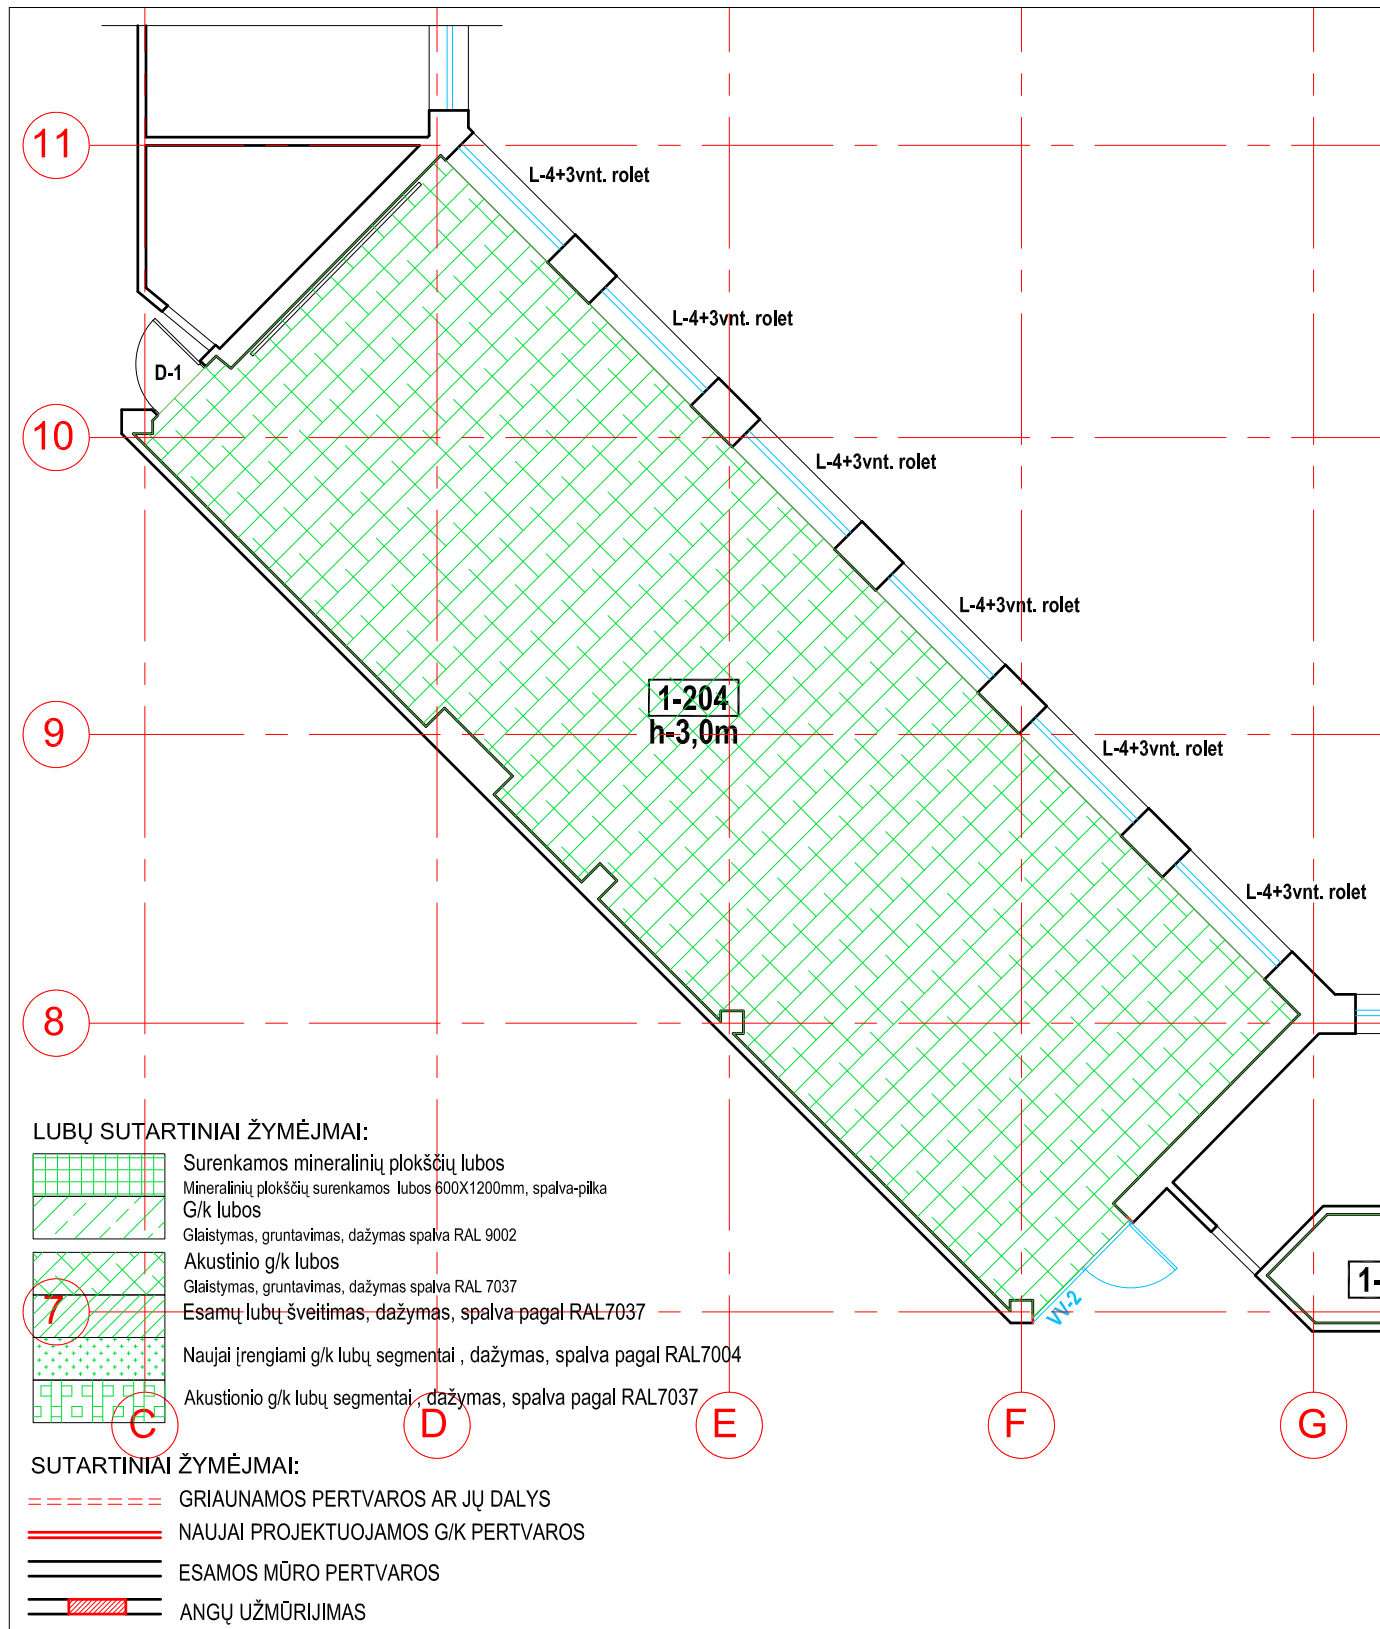 11
L-4+3vnt. rolet
L-4+3vnt. rolet
D-1
10
L-4+3vnt. rolet
L-4+3vnt. rolet
1-204
h-3,0m
9
L-4+3vnt. rolet
L-4+3vnt. rolet
8
LUBŲ SUTARTINIAI ŽYMĖJMAI:
Surenkamos mineralinių plokščių lubos
Mineralinių plokščių surenkamos lubos 600X1200mm, spalva-pilka
G/k lubos
Glaistymas, gruntavimas, dažymas spalva RAL 9002
Akustinio g/k lubos
Glaistymas, gruntavimas, dažymas spalva RAL 7037
1-
7
Esamų lubų šveitimas, dažymas, spalva pagal RAL7037
VV-2
Naujai įrengiami g/k lubų segmentai , dažymas, spalva pagal RAL7004
Akustionio g/k lubų segmentai , dažymas, spalva pagal RAL7037
C D E F G
SUTARTINIAI ŽYMĖJMAI:
GRIAUNAMOS PERTVAROS AR JŲ DALYS
NAUJAI PROJEKTUOJAMOS G/K PERTVAROS
ESAMOS MŪRO PERTVAROS
ANGŲ UŽMŪRIJIMAS